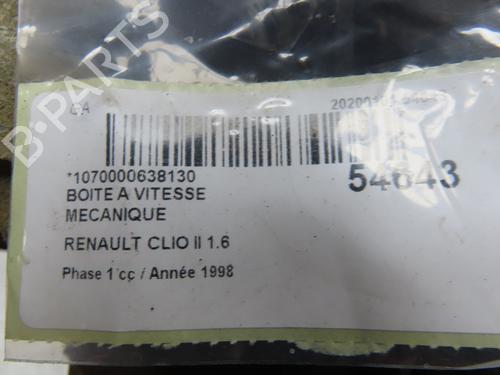 B-PARTS
CA
*1070000638130
54643
BOITE A VITESSE
MECANIQUE
RENAULT CLIO II 1.6
Phase 1 cc / Année 1998